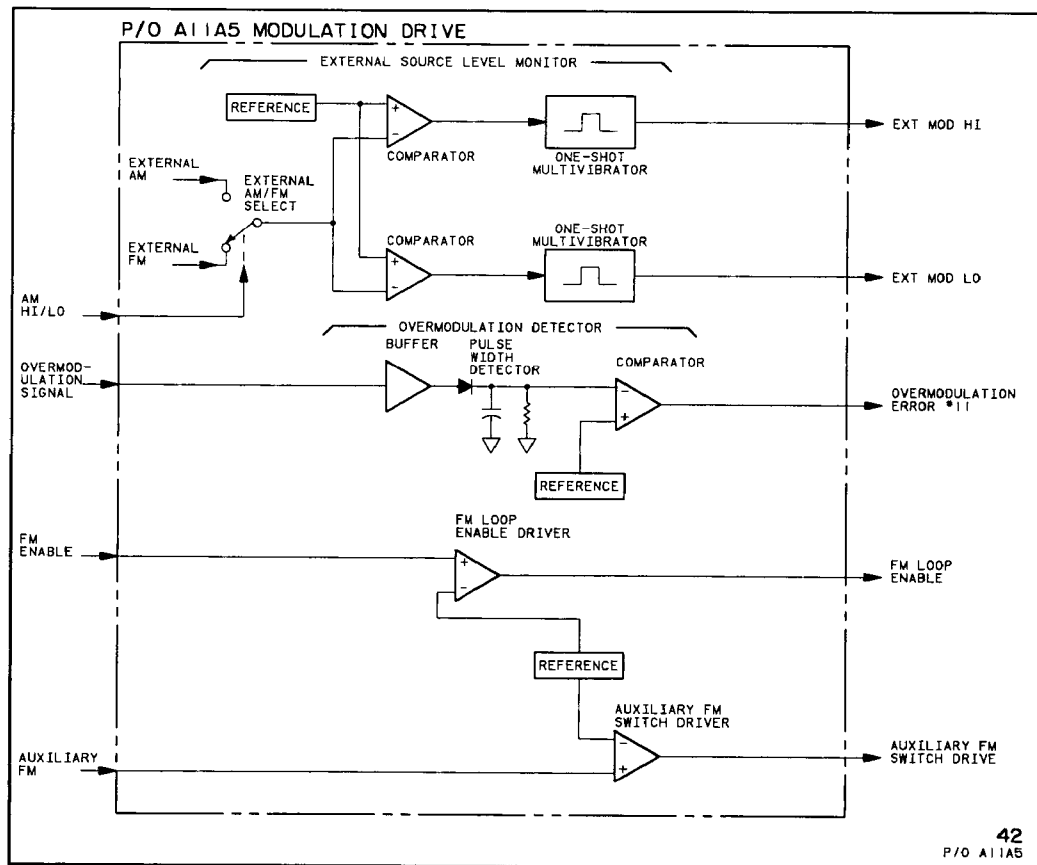 P/O A11A5 MODULATION DRIVE
EXTERNAL SOURCE LEVEL MONITOR
REFERENCE
+
-
COMPARATOR
ONE-SHOT
MULTIVIBRATOR
EXT MOD HI
EXTERNAL
AM
EXTERNAL
AM/FM
SELECT
EXTERNAL
FM
COMPARATOR
+
-
ONE-SHOT
MULTIVIBRATOR
EXT MOD LO
AM
HI/LO
OVERMODULATION DETECTOR
OVERMOD-
ULATION
SIGNAL
BUFFER
PULSE
WIDTH
DETECTOR
COMPARATOR
-
+
REFERENCE
OVERMODULATION
ERROR *11
FM
ENABLE
FM LOOP
ENABLE DRIVER
+
-
FM LOOP
ENABLE
REFERENCE
AUXILIARY FM
SWITCH DRIVER
-
+
AUXILIARY
FM
AUXILIARY FM
SWITCH DRIVE
42
P/O A11A5